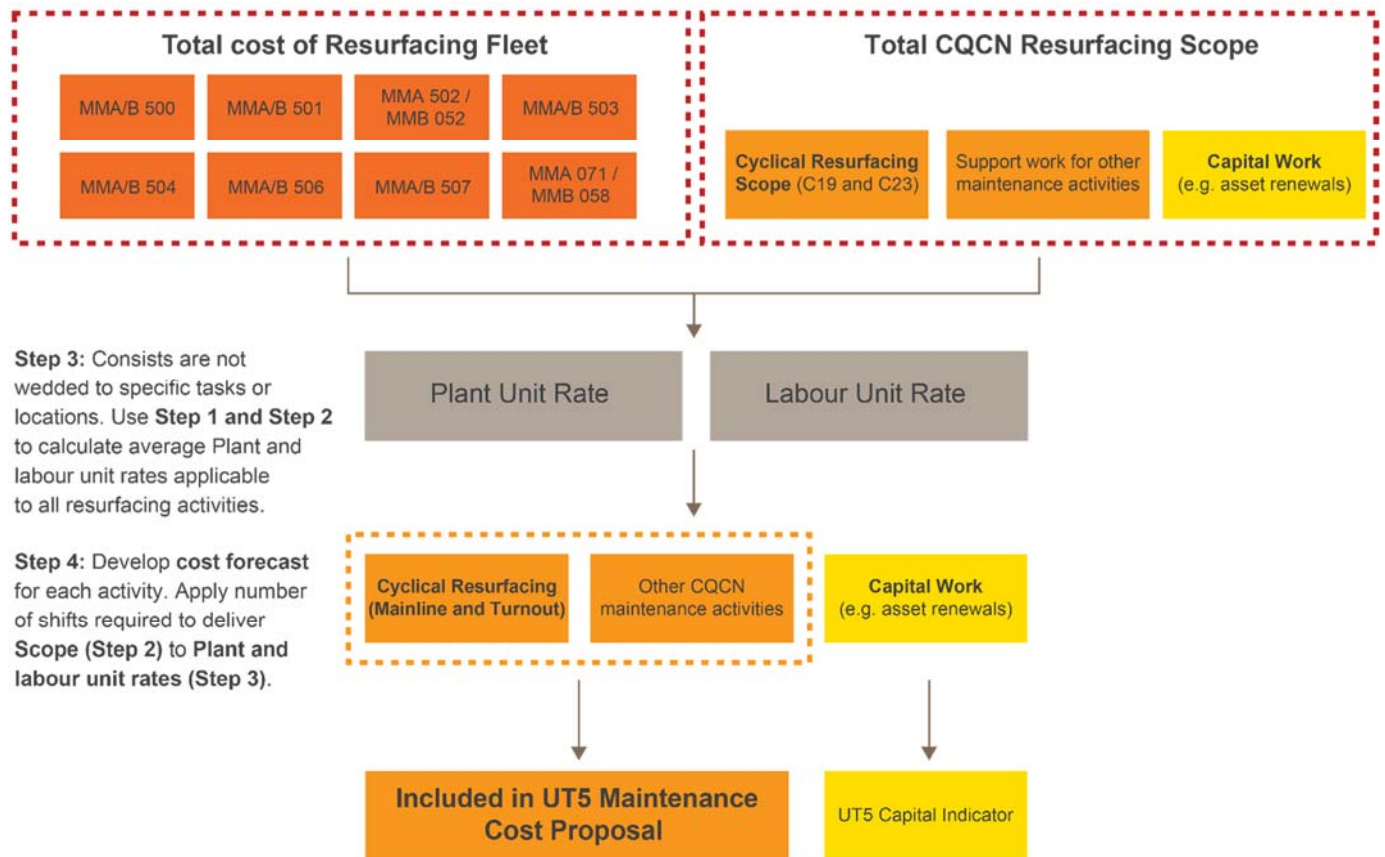 Total cost of Resurfacing Fleet
MMA/B 500
MMA/B 501
MMA 502 /
MMB 052
MMA/B 503
MMA/B 504
MMA/B 506
MMA/B 507
MMA 071 /
MMB 058
Total CQCN Resurfacing Scope
Cyclical Resurfacing
Scope (C19 and C23)
Support work for other
maintenance activities
Capital Work
(e.g. asset renewals)
Step 3: Consists are not
wedded to specific tasks or
locations. Use Step 1 and Step 2
to calculate average Plant and
labour unit rates applicable
to all resurfacing activities.
Plant Unit Rate
Labour Unit Rate
Step 4: Develop cost forecast
for each activity. Apply number
of shifts required to deliver
Scope (Step 2) to Plant and
labour unit rates (Step 3).
Cyclical Resurfacing
(Mainline and Turnout)
Other CQCN
maintenance activities
Capital Work
(e.g. asset renewals)
Included in UT5 Maintenance
Cost Proposal
UT5 Capital Indicator